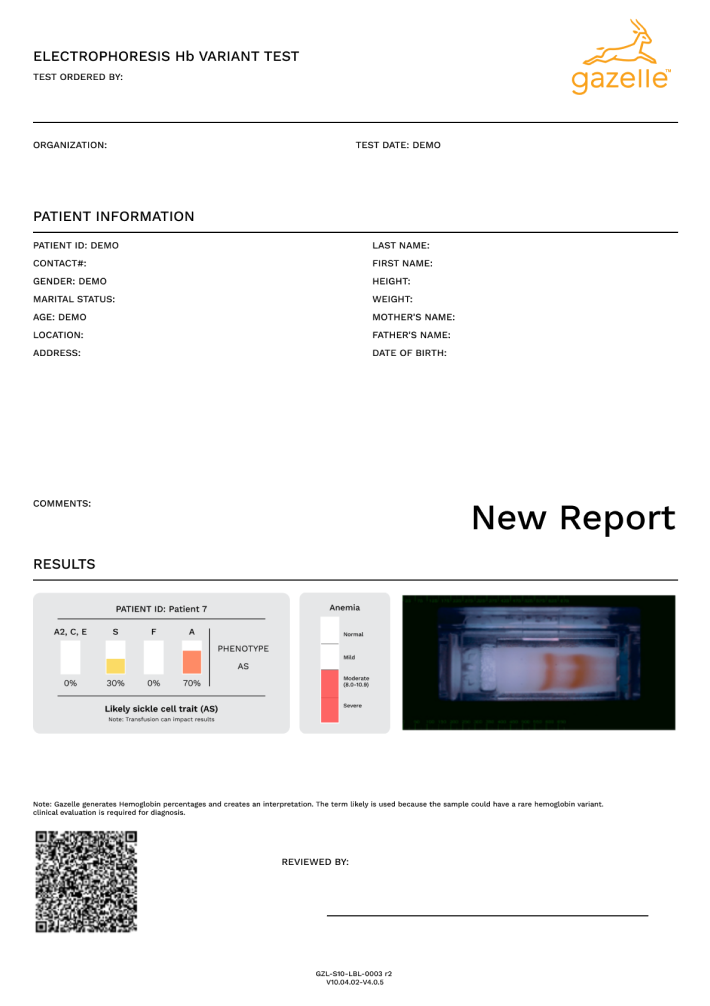 ELECTROPHORESIS Hb VARIANT TEST
TEST ORDERED BY:
gazelle™
ORGANIZATION:
TEST DATE: DEMO
PATIENT INFORMATION
PATIENT ID: DEMO
CONTACT#:
GENDER: DEMO
MARITAL STATUS:
AGE: DEMO
LOCATION:
ADDRESS:
LAST NAME:
FIRST NAME:
HEIGHT:
WEIGHT:
MOTHER'S NAME:
FATHER'S NAME:
DATE OF BIRTH:
COMMENTS:
New Report
RESULTS
PATIENT ID: Patient 7
A2, C, E S F A
0% 30% 0% 70%
PHENOTYPE
AS
Likely sickle cell trait (AS)
Note: Transfusion can impact results
Anemia
Normal
Mild
Moderate
(8.0-10.9)
Severe
Note: Gazelle generates Hemoglobin percentages and creates an interpretation. The term likely is used because the sample could have a rare hemoglobin variant.
clinical evaluation is required for diagnosis.
REVIEWED BY:
GZL-S10-LBL-0003 r2
V10.04.02-V4.0.5